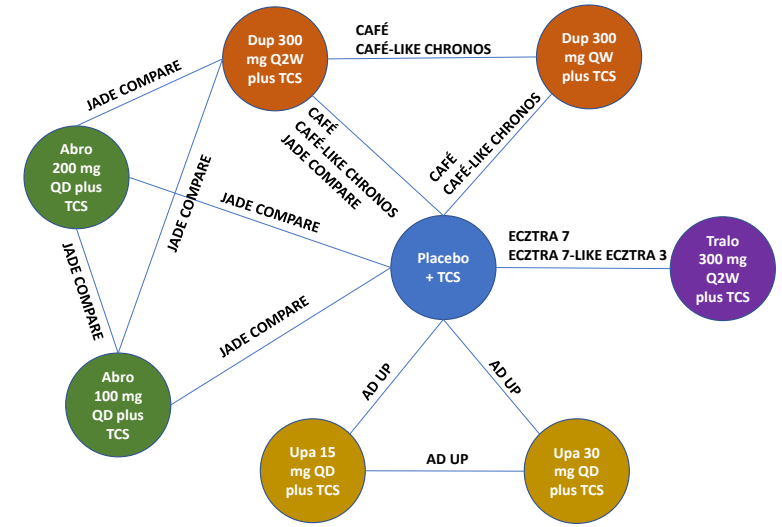 Dup 300
mg Q2W
plus TCS
CAFÉ
CAFÉ-LIKE CHRONOS
Dup 300
mg QW
plus TCS
JADE COMPARE
CAFÉ
CAFÉ-LIKE CHRONOS
JADE COMPARE
CAFÉ
CAFÉ-LIKE CHRONOS
Abro
200 mg
QD plus
TCS
JADE COMPARE
JADE COMPARE
JADE COMPARE
Placebo
+ TCS
ECZTRA 7
ECZTRA 7-LIKE ECZTRA 3
Tralo
300 mg
Q2W
plus TCS
JADE COMPARE
Abro
100 mg
QD plus
TCS
AD UP
AD UP
Upa 15
mg QD
plus TCS
AD UP
Upa 30
mg QD
plus TCS